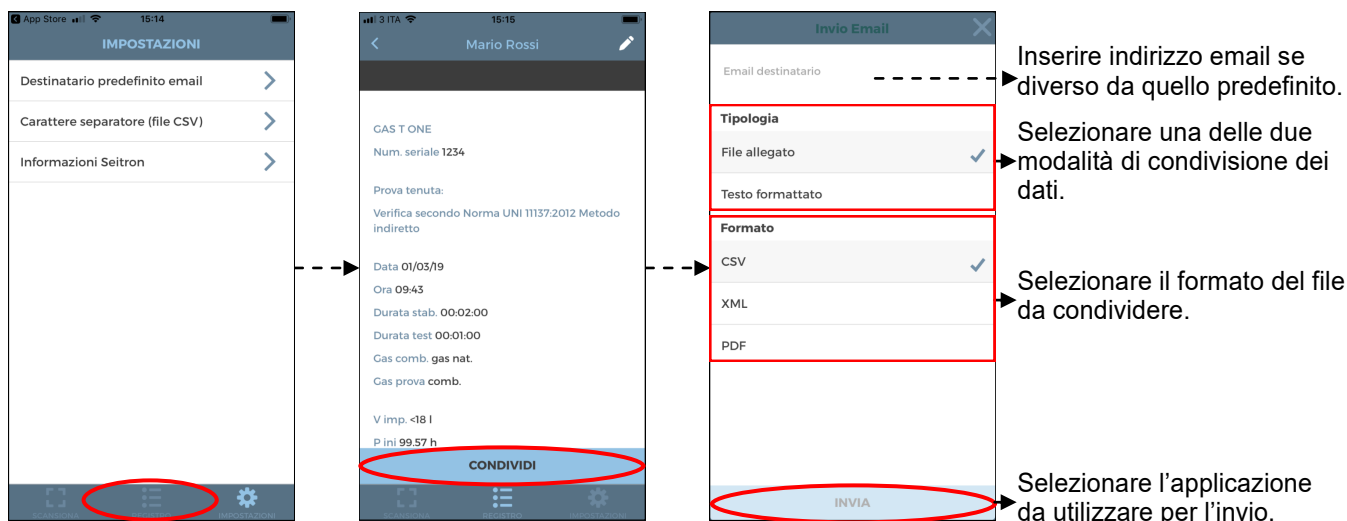 App Store 15:14
IMPOSTAZIONI
Destinatario predefinito email
Carattere separatore (file CSV)
Informazioni Seitron
SCANSIONA REGISTRO IMPOSTAZIONI
3 ITA 15:15
Mario Rossi
GAS T ONE
Num. seriale 1234
Prova tenuta:
Verifica secondo Norma UNI 11137:2012 Metodo
indiretto
Data 01/03/19
Ora 09:43
Durata stab. 00:02:00
Durata test 00:01:00
Gas comb. gas nat.
Gas prova comb.
V imp. <18 l
P ini 99.57 h
CONDIVIDI
SCANSIONA REGISTRO IMPOSTAZIONI
Invio Email
Email destinatario
Tipologia
File allegato
Testo formattato
Formato
CSV
XML
PDF
INVIA
Inserire indirizzo email se
diverso da quello predefinito.
Selezionare una delle due
modalità di condivisione dei
dati.
Selezionare il formato del file
da condividere.
Selezionare l'applicazione
da utilizzare per l'invio.